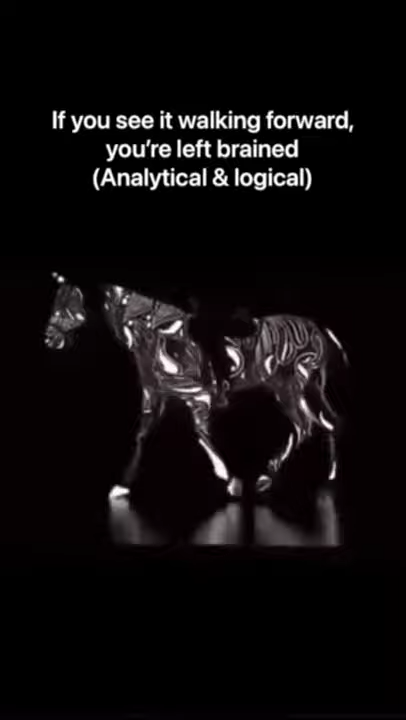 If you see it walking forward,
you’re left brained
(Analytical & logical)